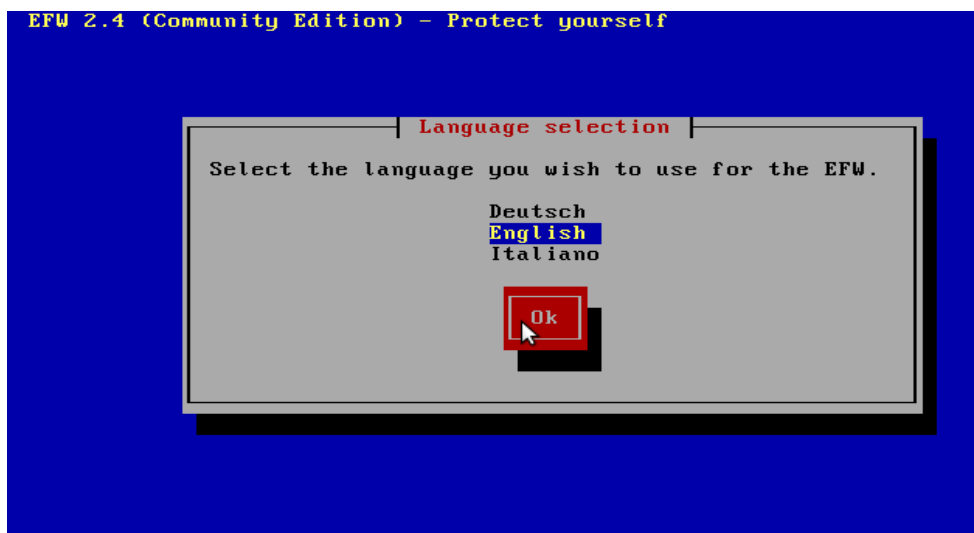 EFW 2.4 (Community Edition) - Protect yourself
Language selection
Select the language you wish to use for the EFW.
Deutsch
English
Italiano
Ok